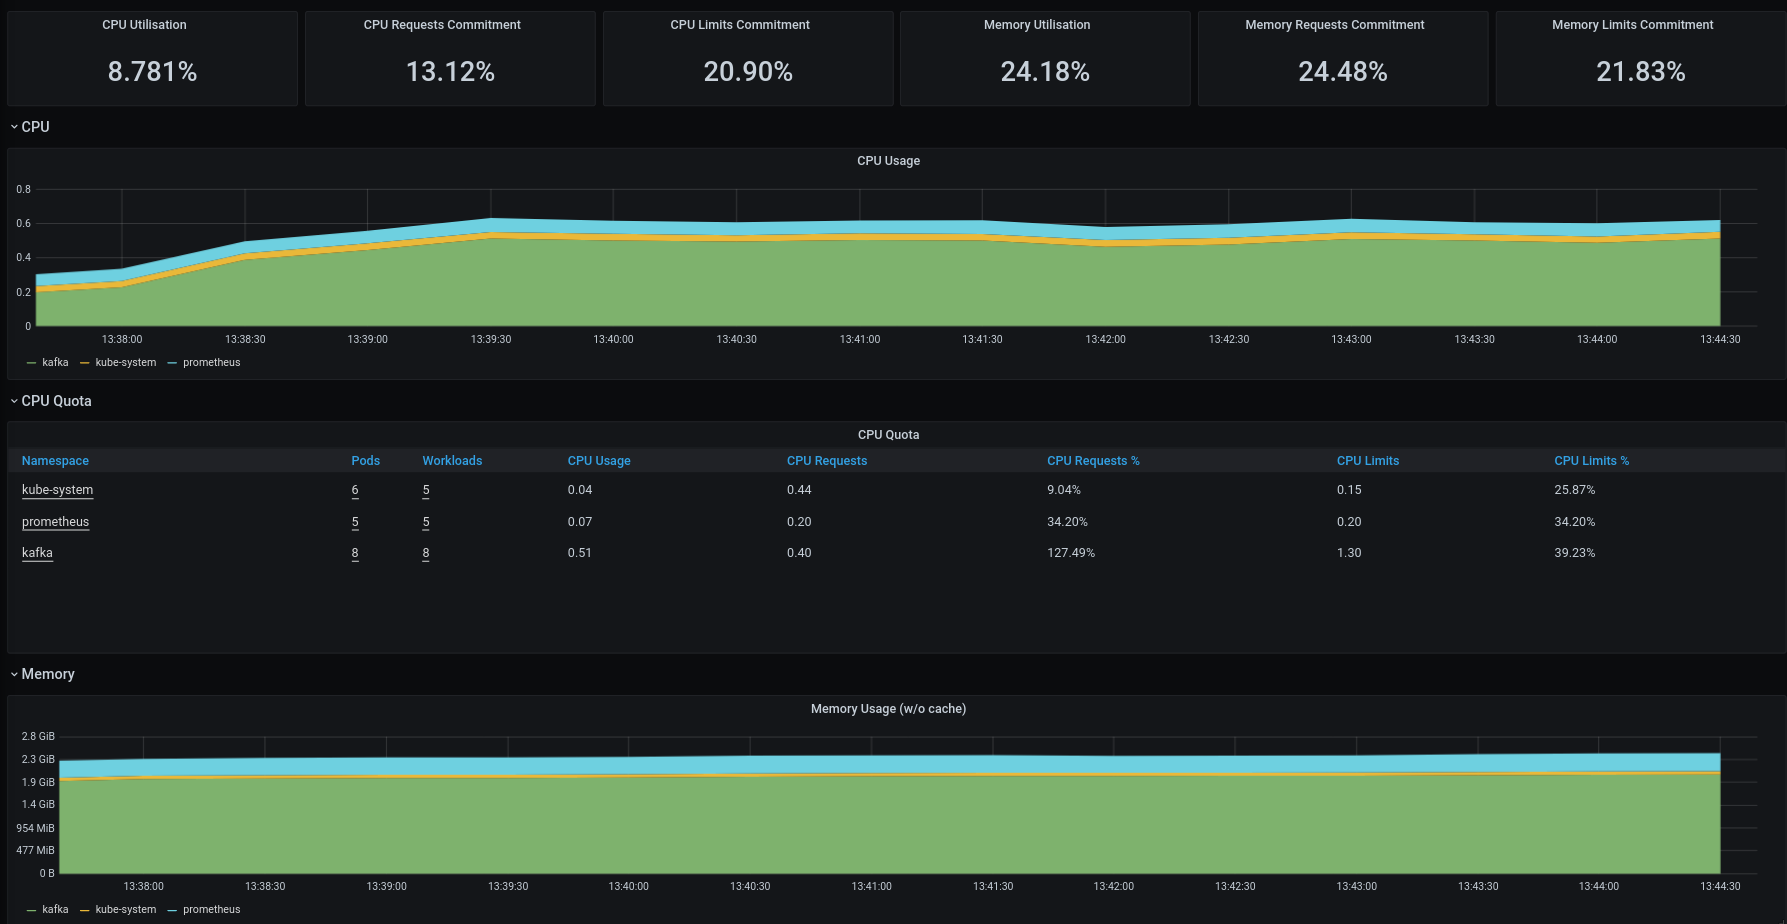 CPU Utilisation CPU Requests Commitment CPU Limits Commitment Memory Utilisation Memory Requests Commitment Memory Limits Commitment
8.781% 13.12% 20.90% 24.18% 24.48% 21.83%
CPU
CPU Usage
0.8
0.6
0.4
0.2
0
13:38:00 13:38:30 13:39:00 13:39:30 13:40:00 13:40:30 13:41:00 13:41:30 13:42:00 13:42:30 13:43:00 13:43:30 13:44:00 13:44:30
kafka kube-system prometheus
CPU Quota
CPU Quota
Namespace Pods Workloads CPU Usage CPU Requests CPU Requests % CPU Limits CPU Limits %
kube-system 6 5 0.04 0.44 9.04% 0.15 25.87%
prometheus 5 5 0.07 0.20 34.20% 0.20 34.20%
kafka 8 8 0.51 0.40 127.49% 1.30 39.23%
Memory
Memory Usage (w/o cache)
2.8 GiB
2.3 GiB
1.9 GiB
1.4 GiB
954 MiB
477 MiB
0 B
13:38:00 13:38:30 13:39:00 13:39:30 13:40:00 13:40:30 13:41:00 13:41:30 13:42:00 13:42:30 13:43:00 13:43:30 13:44:00 13:44:30
kafka kube-system prometheus